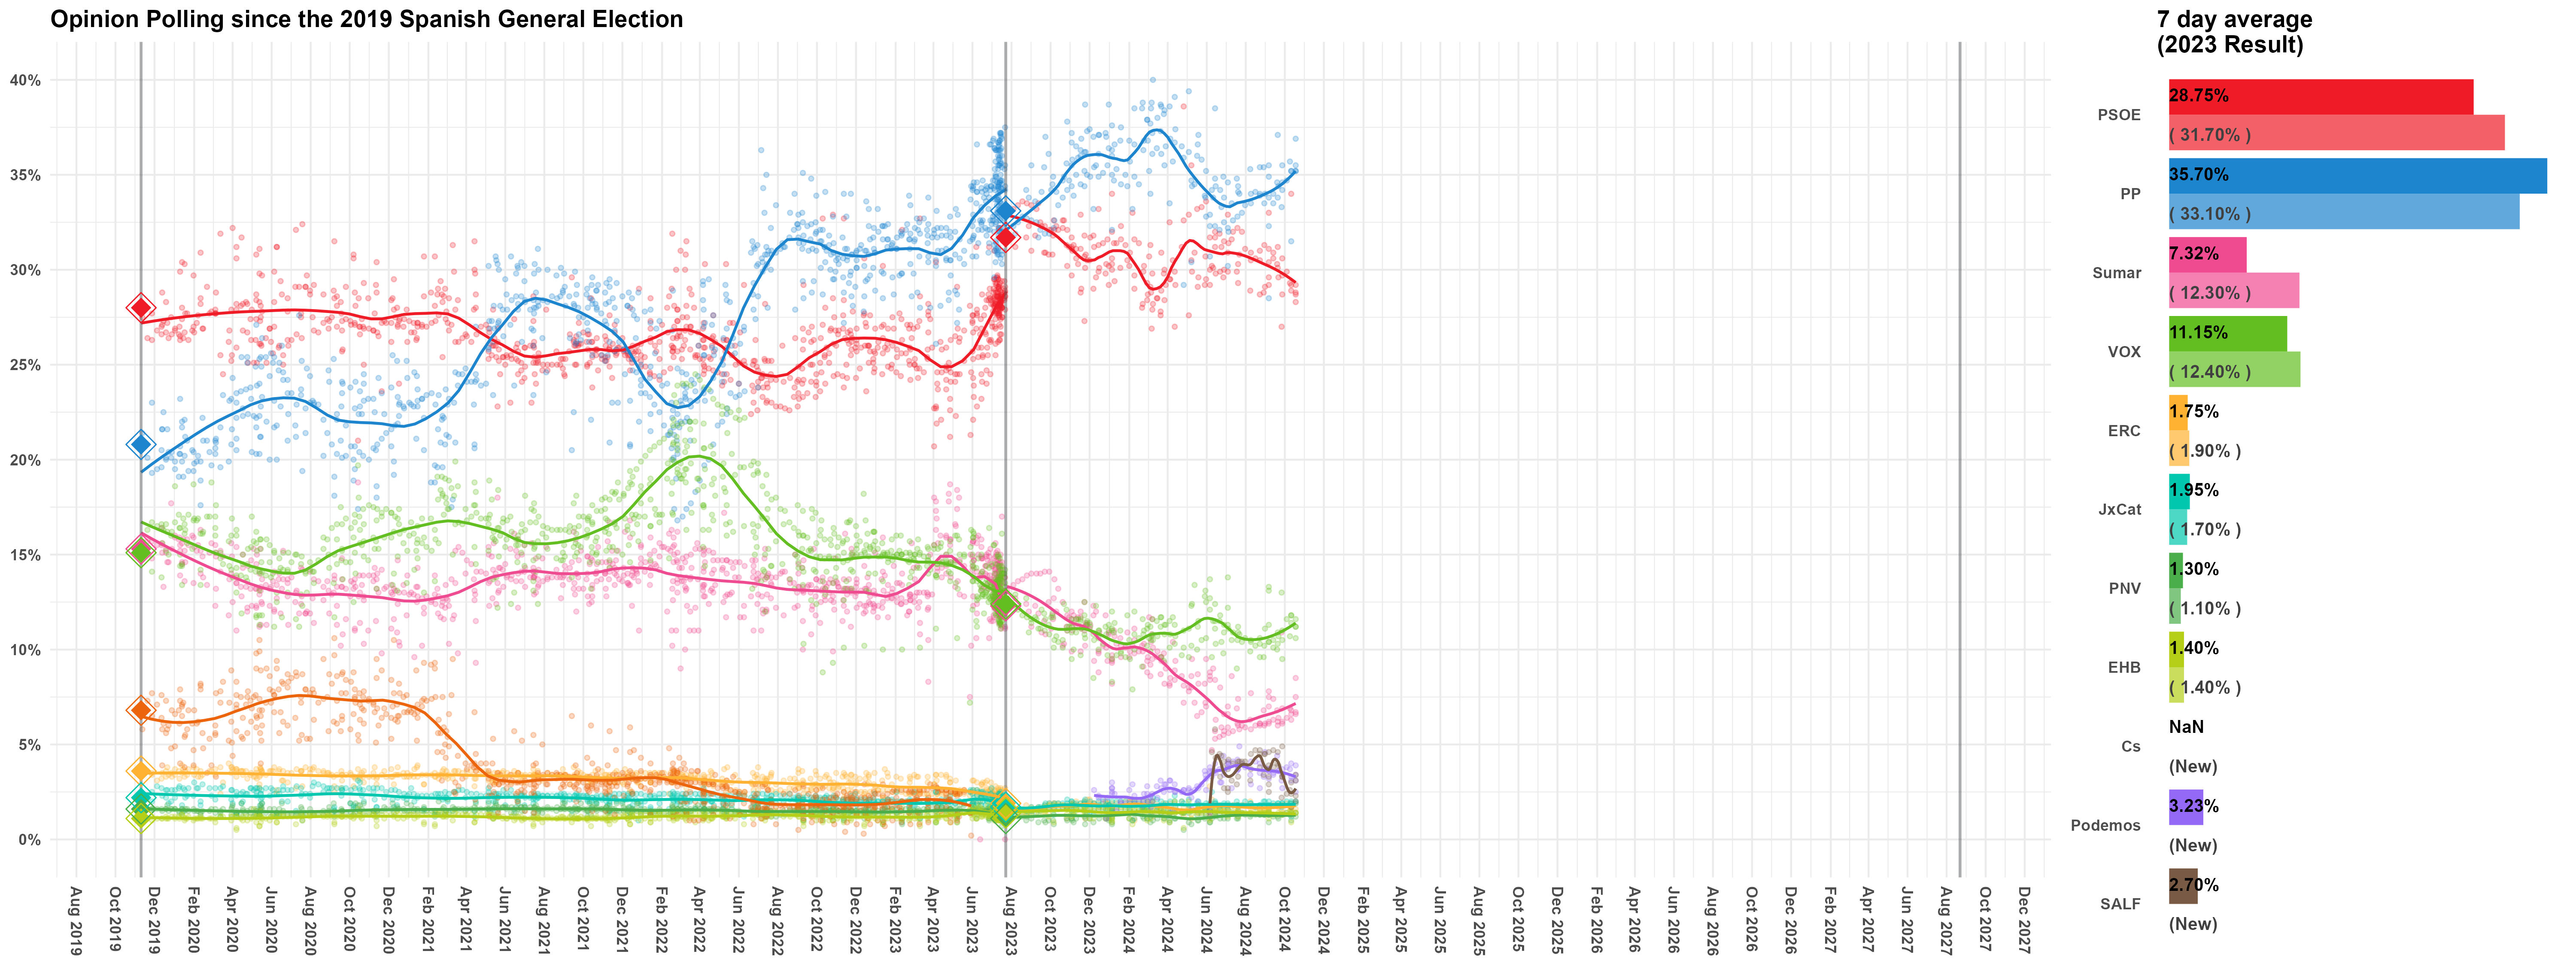 Opinion Polling since the 2019 Spanish General Election
40%
35%
30%
25%
20%
15%
10%
5%
0%
Aug 2019
Oct 2019
Dec 2019
Feb 2020
Apr 2020
Jun 2020
Aug 2020
Oct 2020
Dec 2020
Feb 2021
Apr 2021
Jun 2021
Aug 2021
Oct 2021
Dec 2021
Feb 2022
Apr 2022
Jun 2022
Aug 2022
Oct 2022
Dec 2022
Feb 2023
Apr 2023
Jun 2023
Aug 2023
Oct 2023
Dec 2023
Feb 2024
Apr 2024
Jun 2024
Aug 2024
Oct 2024
Dec 2024
Feb 2025
Apr 2025
Jun 2025
Aug 2025
Oct 2025
Dec 2025
Feb 2026
Apr 2026
Jun 2026
Aug 2026
Oct 2026
Dec 2026
Feb 2027
Apr 2027
Jun 2027
Aug 2027
Oct 2027
Dec 2027
7 day average
(2023 Result)
PSOE
28.75%
( 31.70% )
PP
35.70%
( 33.10% )
Sumar
7.32%
( 12.30% )
VOX
11.15%
( 12.40% )
ERC
1.75%
( 1.90% )
JxCat
1.95%
( 1.70% )
PNV
1.30%
( 1.10% )
EHB
1.40%
( 1.40% )
Cs
NaN
(New)
Podemos
3.23%
(New)
SALF
2.70%
(New)